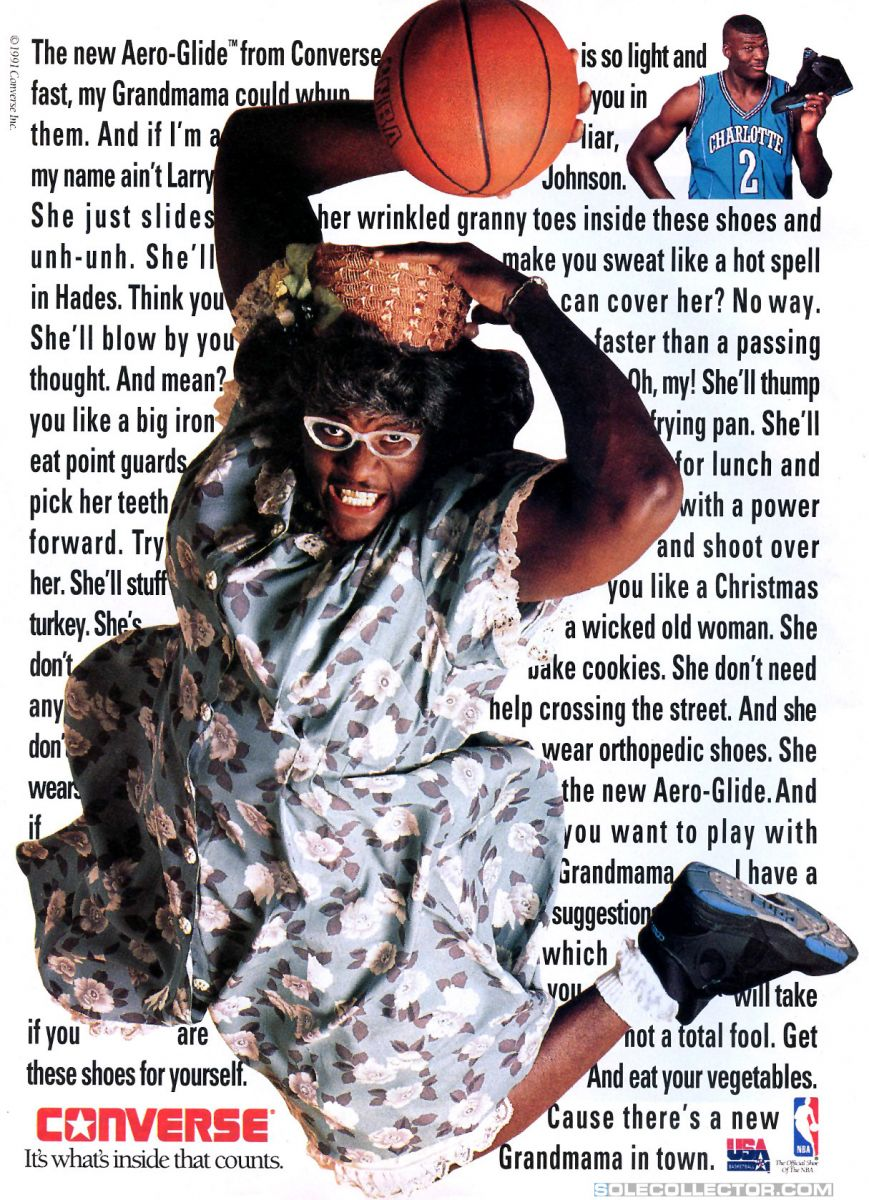 ©1991 Converse Inc.
The new Aero-Glide™ from Converse is so light and
fast, my Grandmama could whup you in
them. And if I'm a liar,
my name ain't Larry Johnson.
She just slides her wrinkled granny toes inside these shoes and
unh-unh. She'll make you sweat like a hot spell
in Hades. Think you can cover her? No way.
She'll blow by you faster than a passing
thought. And mean? Oh, my! She'll thump
you like a big iron frying pan. She'll
eat point guards for lunch and
pick her teeth with a power
forward. Try and shoot over
her. She'll stuff you like a Christmas
turkey. She's a wicked old woman. She
don't bake cookies. She don't need
any help crossing the street. And she
don't wear orthopedic shoes. She
wears the new Aero-Glide. And
if you want to play with
Grandmama, I have a
suggestion
which
you will take
if you are not a total fool. Get
these shoes for yourself. And eat your vegetables.
Cause there's a new
Grandmama in town.
CHARLOTTE
2
NBA
CONVERSE
It's what's inside that counts.
USA
BASKETBALL
NBA
The Official Shoe
Of The NBA.
SOLECOLLECTOR.COM